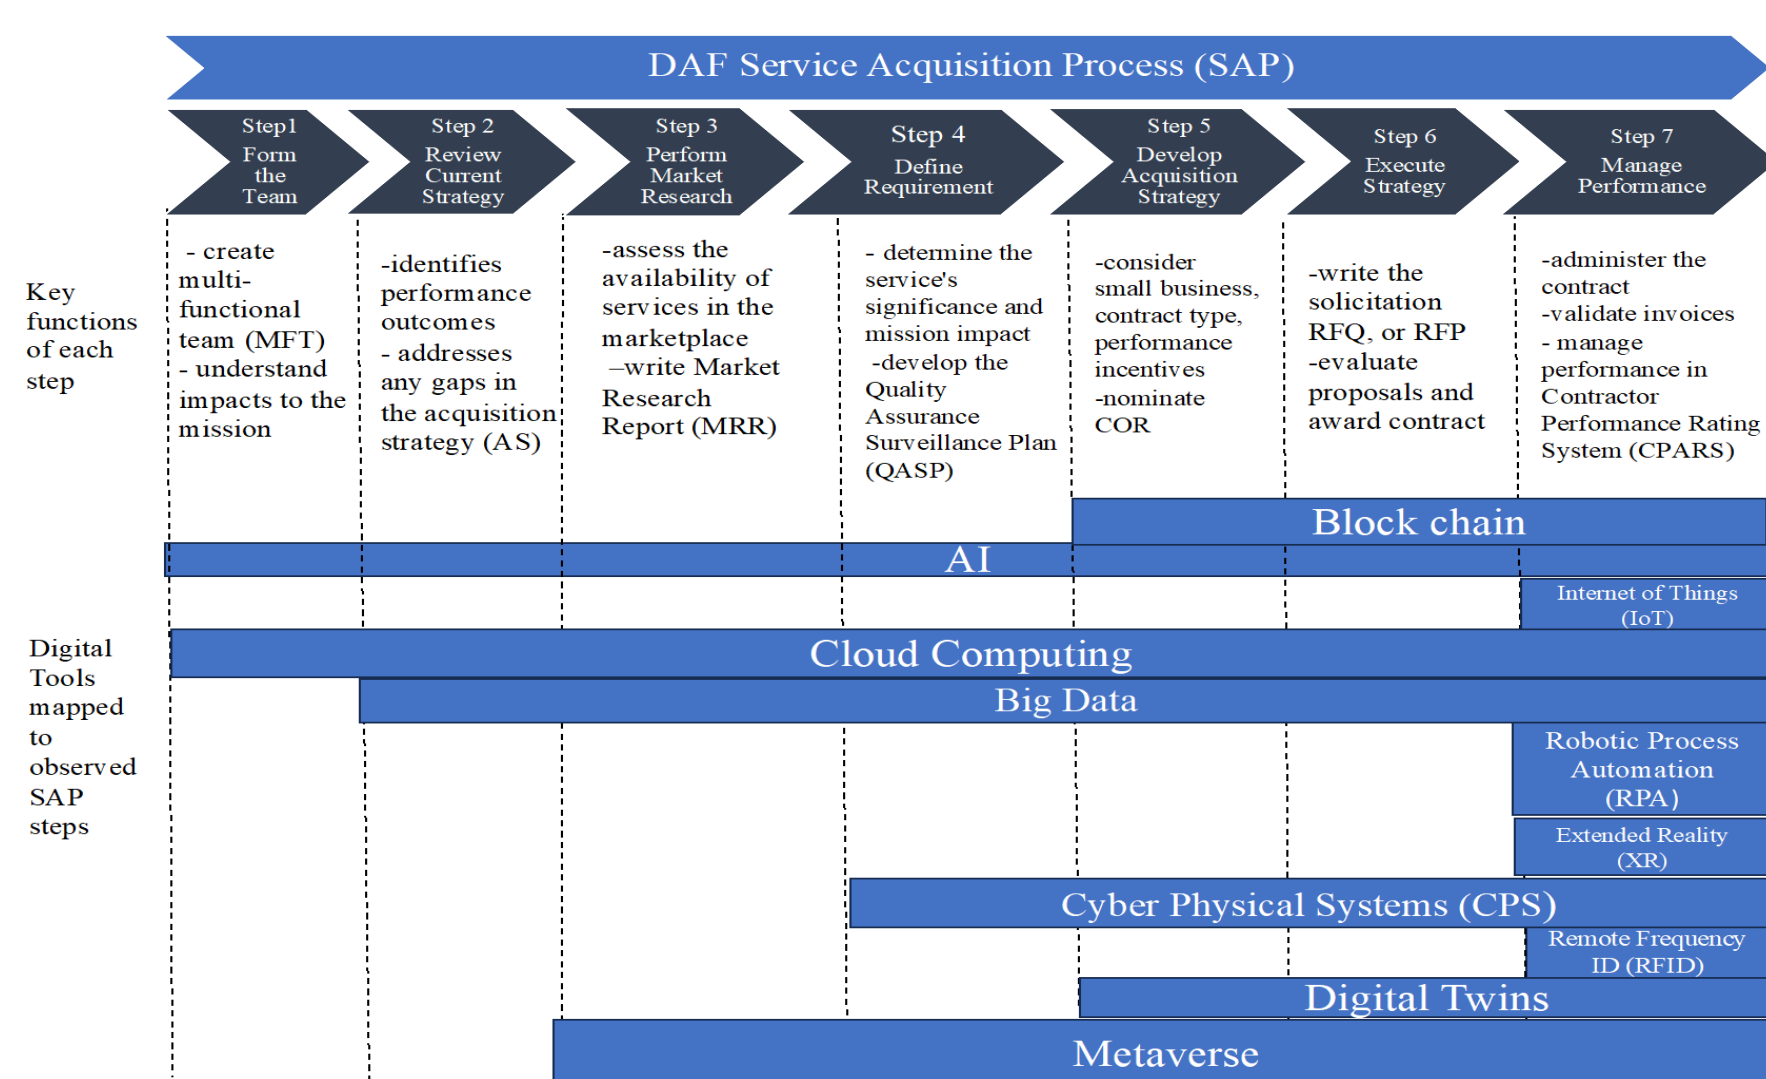 DAF Service Acquisition Process (SAP)
Step1
Form
the
Team
Step 2
Review
Current
Strategy
Step 3
Perform
Market
Research
Step 4
Define
Requirement
Step 5
Develop
Acquisition
Strategy
Step 6
Execute
Strategy
Step 7
Manage
Performance
Key
functions
of each
step
- create
multi-
functional
team (MFT)
- understand
impacts to the
mission
-identifies
performance
outcomes
- addresses
any gaps in
the acquisition
strategy (AS)
-assess the
availability of
services in the
marketplace
–write Market
Research
Report (MRR)
- determine the
service's
significance and
mission impact
-develop the
Quality
Assurance
Surveillance Plan
(QASP)
-consider
small business,
contract type,
performance
incentives
-nominate
COR
-write the
solicitation
RFQ, or RFP
-evaluate
proposals and
award contract
-administer the
contract
-validate invoices
- manage
performance in
Contractor
Performance Rating
System (CPARS)
Digital
Tools
mapped
to
observed
SAP
steps
Block chain
AI
Internet of Things
(IoT)
Cloud Computing
Big Data
Robotic Process
Automation
(RPA)
Extended Reality
(XR)
Cyber Physical Systems (CPS)
Remote Frequency
ID (RFID)
Digital Twins
Metaverse